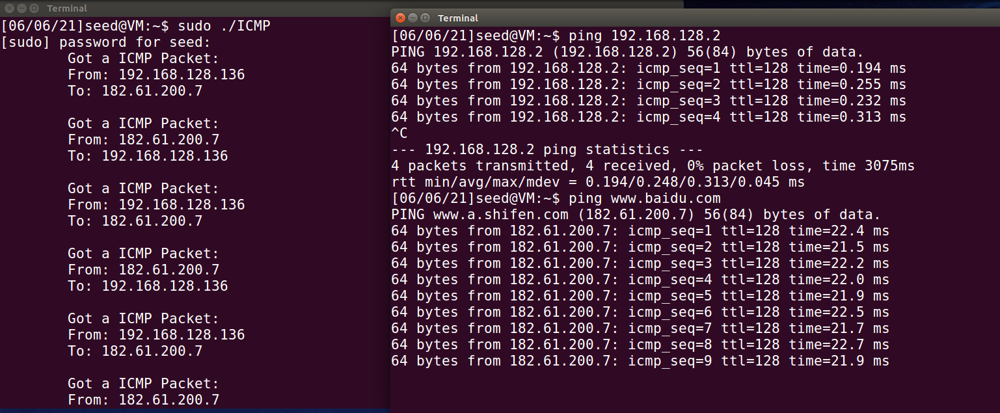 Terminal
[06/06/21]seed@VM:~$ sudo ./ICMP
[sudo] password for seed:
Got a ICMP Packet:
From: 192.168.128.136
To: 182.61.200.7
Got a ICMP Packet:
From: 182.61.200.7
To: 192.168.128.136
Got a ICMP Packet:
From: 192.168.128.136
To: 182.61.200.7
Got a ICMP Packet:
From: 182.61.200.7
To: 192.168.128.136
Got a ICMP Packet:
From: 192.168.128.136
To: 182.61.200.7
Got a ICMP Packet:
From: 182.61.200.7
Terminal
[06/06/21]seed@VM:~$ ping 192.168.128.2
PING 192.168.128.2 (192.168.128.2) 56(84) bytes of data.
64 bytes from 192.168.128.2: icmp_seq=1 ttl=128 time=0.194 ms
64 bytes from 192.168.128.2: icmp_seq=2 ttl=128 time=0.255 ms
64 bytes from 192.168.128.2: icmp_seq=3 ttl=128 time=0.232 ms
64 bytes from 192.168.128.2: icmp_seq=4 ttl=128 time=0.313 ms
^C
--- 192.168.128.2 ping statistics ---
4 packets transmitted, 4 received, 0% packet loss, time 3075ms
rtt min/avg/max/mdev = 0.194/0.248/0.313/0.045 ms
[06/06/21]seed@VM:~$ ping www.baidu.com
PING www.a.shifen.com (182.61.200.7) 56(84) bytes of data.
64 bytes from 182.61.200.7: icmp_seq=1 ttl=128 time=22.4 ms
64 bytes from 182.61.200.7: icmp_seq=2 ttl=128 time=21.5 ms
64 bytes from 182.61.200.7: icmp_seq=3 ttl=128 time=22.2 ms
64 bytes from 182.61.200.7: icmp_seq=4 ttl=128 time=22.0 ms
64 bytes from 182.61.200.7: icmp_seq=5 ttl=128 time=21.9 ms
64 bytes from 182.61.200.7: icmp_seq=6 ttl=128 time=22.5 ms
64 bytes from 182.61.200.7: icmp_seq=7 ttl=128 time=21.7 ms
64 bytes from 182.61.200.7: icmp_seq=8 ttl=128 time=22.7 ms
64 bytes from 182.61.200.7: icmp_seq=9 ttl=128 time=21.9 ms